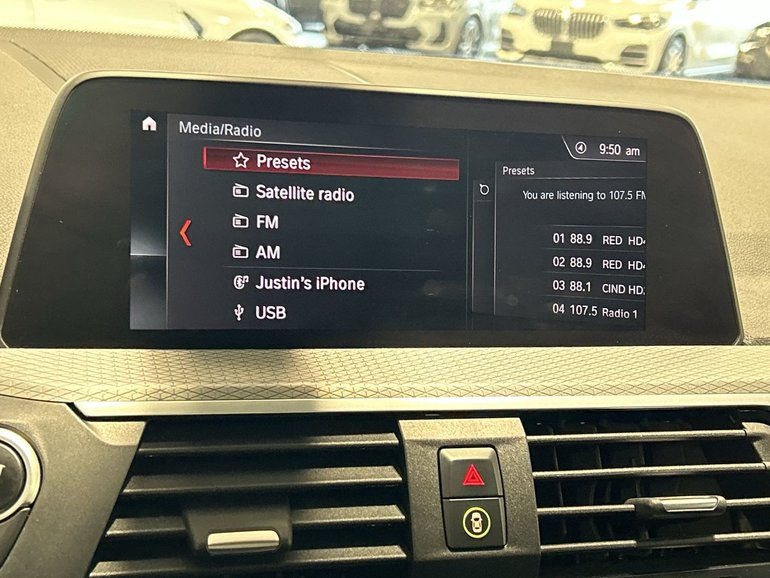 Media/Radio
4 9:50 am
Presets
Satellite radio
FM
AM
Justin's iPhone
USB
Presets
You are listening to 107.5 FM
01 88.9 RED HD
02 88.9 RED HD
03 88.1 CIND HD
04 107.5 Radio 1